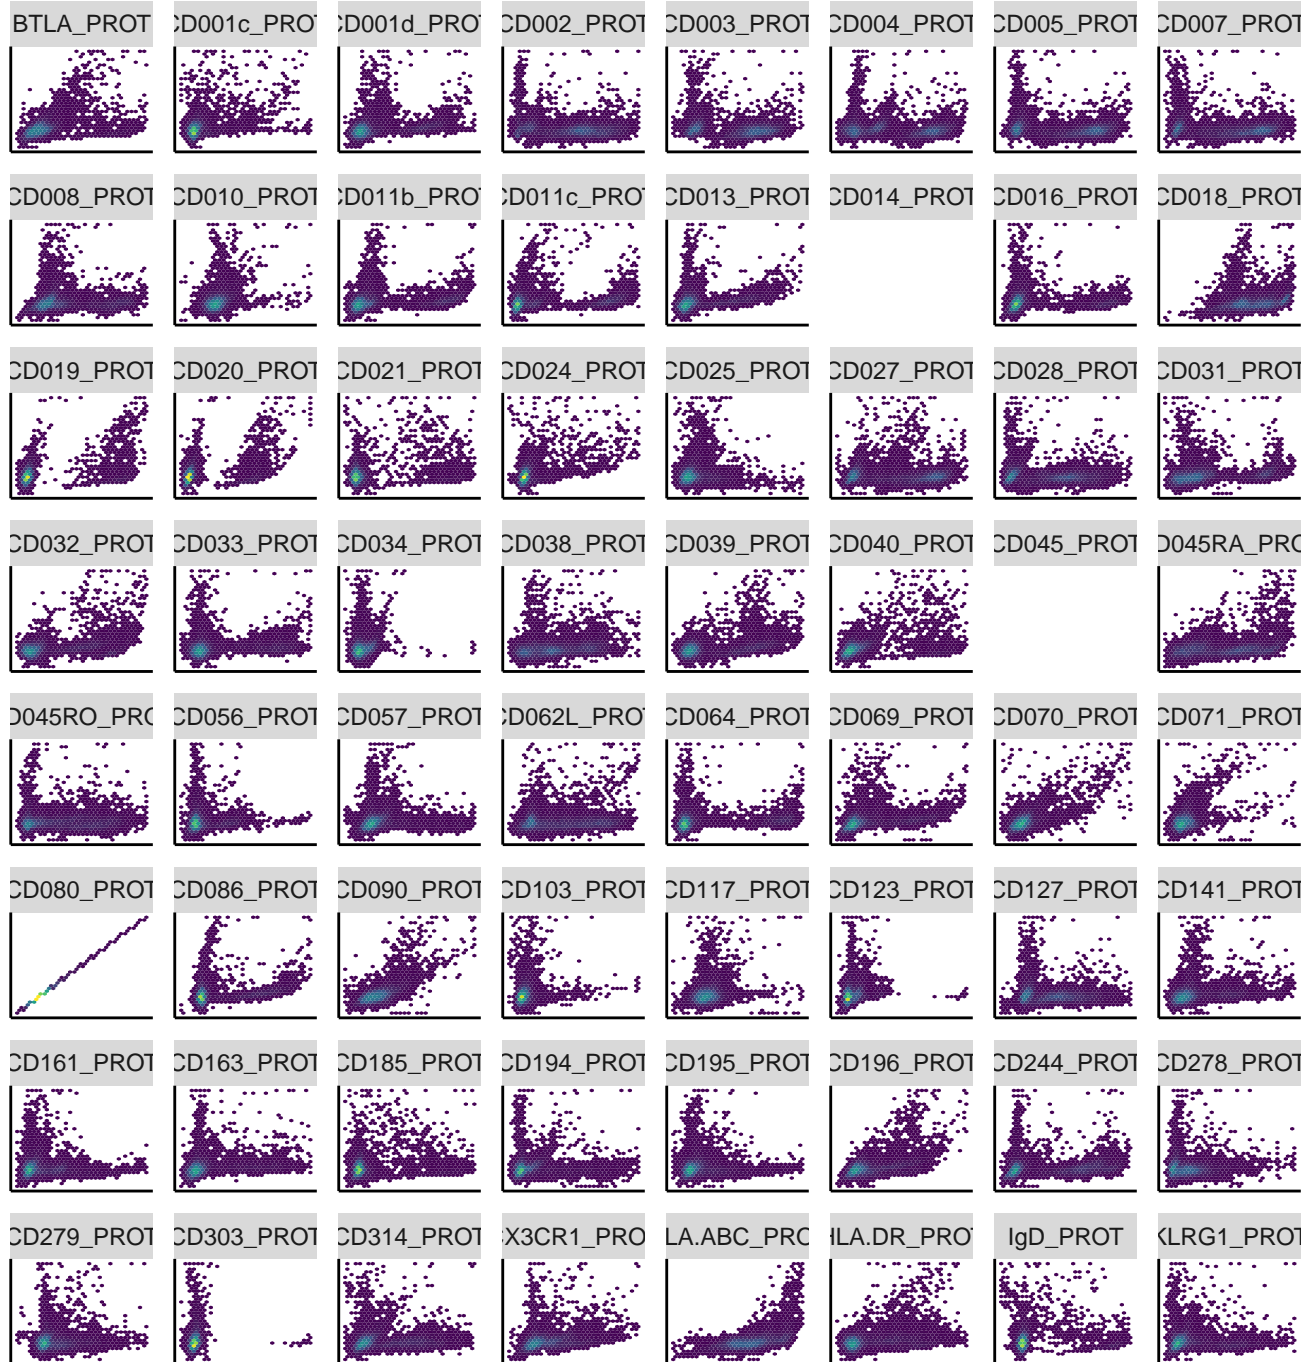 BTLA_PROT CD001c_PROT CD001d_PROT CD002_PROT CD003_PROT CD004_PROT CD005_PROT CD007_PROT
CD008_PROT CD010_PROT CD011b_PROT CD011c_PROT CD013_PROT CD014_PROT CD016_PROT CD018_PROT
CD019_PROT CD020_PROT CD021_PROT CD024_PROT CD025_PROT CD027_PROT CD028_PROT CD031_PROT
CD032_PROT CD033_PROT CD034_PROT CD038_PROT CD039_PROT CD040_PROT CD045_PROT D045RA_PRO
D045RO_PRO CD056_PROT CD057_PROT CD062L_PROT CD064_PROT CD069_PROT CD070_PROT CD071_PROT
CD080_PROT CD086_PROT CD090_PROT CD103_PROT CD117_PROT CD123_PROT CD127_PROT CD141_PROT
CD161_PROT CD163_PROT CD185_PROT CD194_PROT CD195_PROT CD196_PROT CD244_PROT CD278_PROT
CD279_PROT CD303_PROT CD314_PROT CX3CR1_PRO LA.ABC_PRO HLA.DR_PROT IgD_PROT KLRG1_PROT